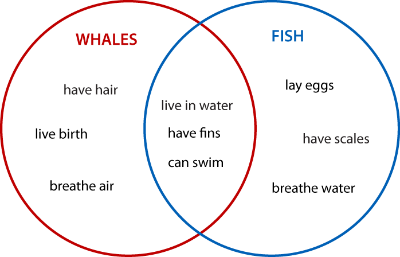 WHALES
have hair
live birth
breathe air
live in water
have fins
can swim
FISH
lay eggs
have scales
breathe water